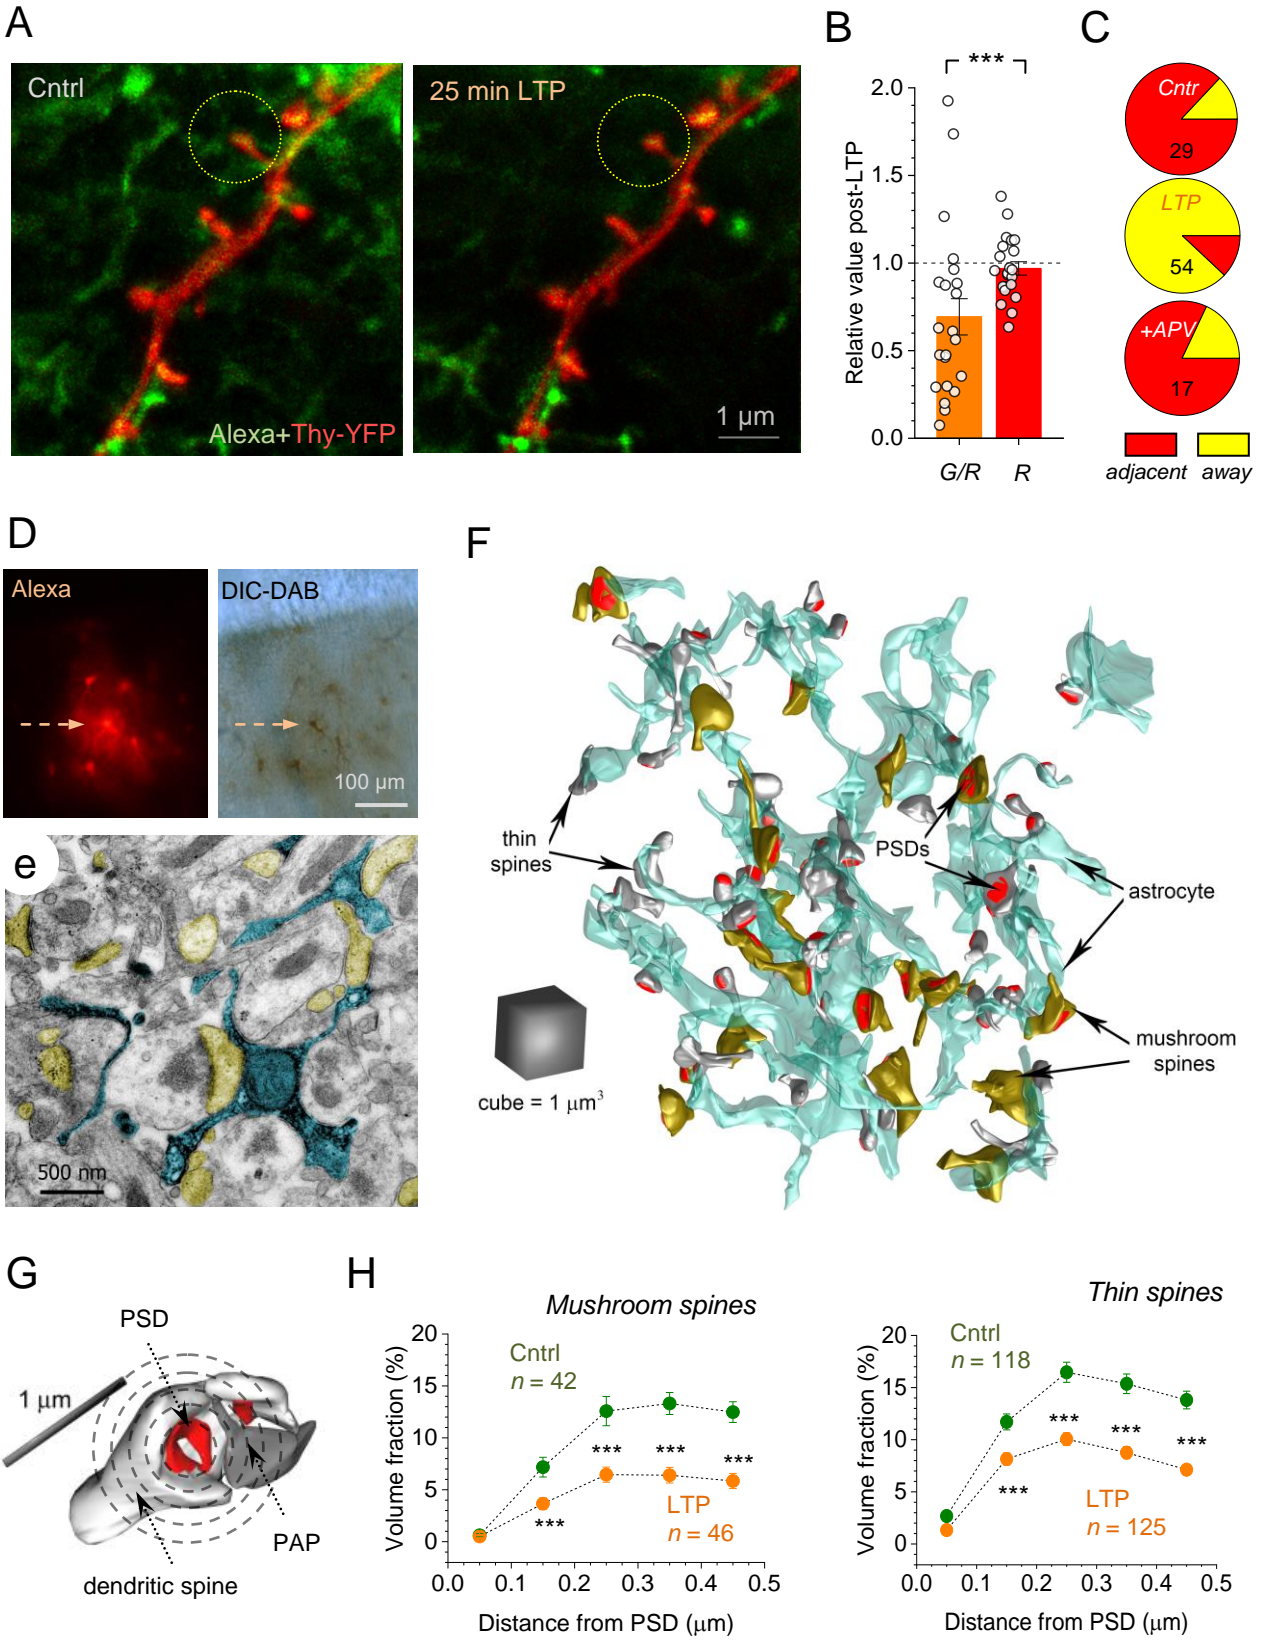 A
Cntrl
Alexa+Thy-YFP
25 min LTP
1 μm
B
***
Relative value post-LTP
2.0
1.5
1.0
0.5
0.0
G/R
R
C
Cntr
29
LTP
54
+APV
17
adjacent
away
D
Alexa
DIC-DAB
100 μm
e
500 nm
F
thin
spines
PSDs
astrocyte
mushroom
spines
cube = 1 μm³
G
PSD
1 μm
PAP
dendritic spine
H
Mushroom spines
Volume fraction (%)
20
15
10
5
0
Cntrl
n = 42
***
***
***
***
LTP
n = 46
0.0
0.1
0.2
0.3
0.4
0.5
Distance from PSD (μm)
Thin spines
Volume fraction (%)
20
15
10
5
0
Cntrl
n = 118
***
***
***
***
LTP
n = 125
0.0
0.1
0.2
0.3
0.4
0.5
Distance from PSD (μm)